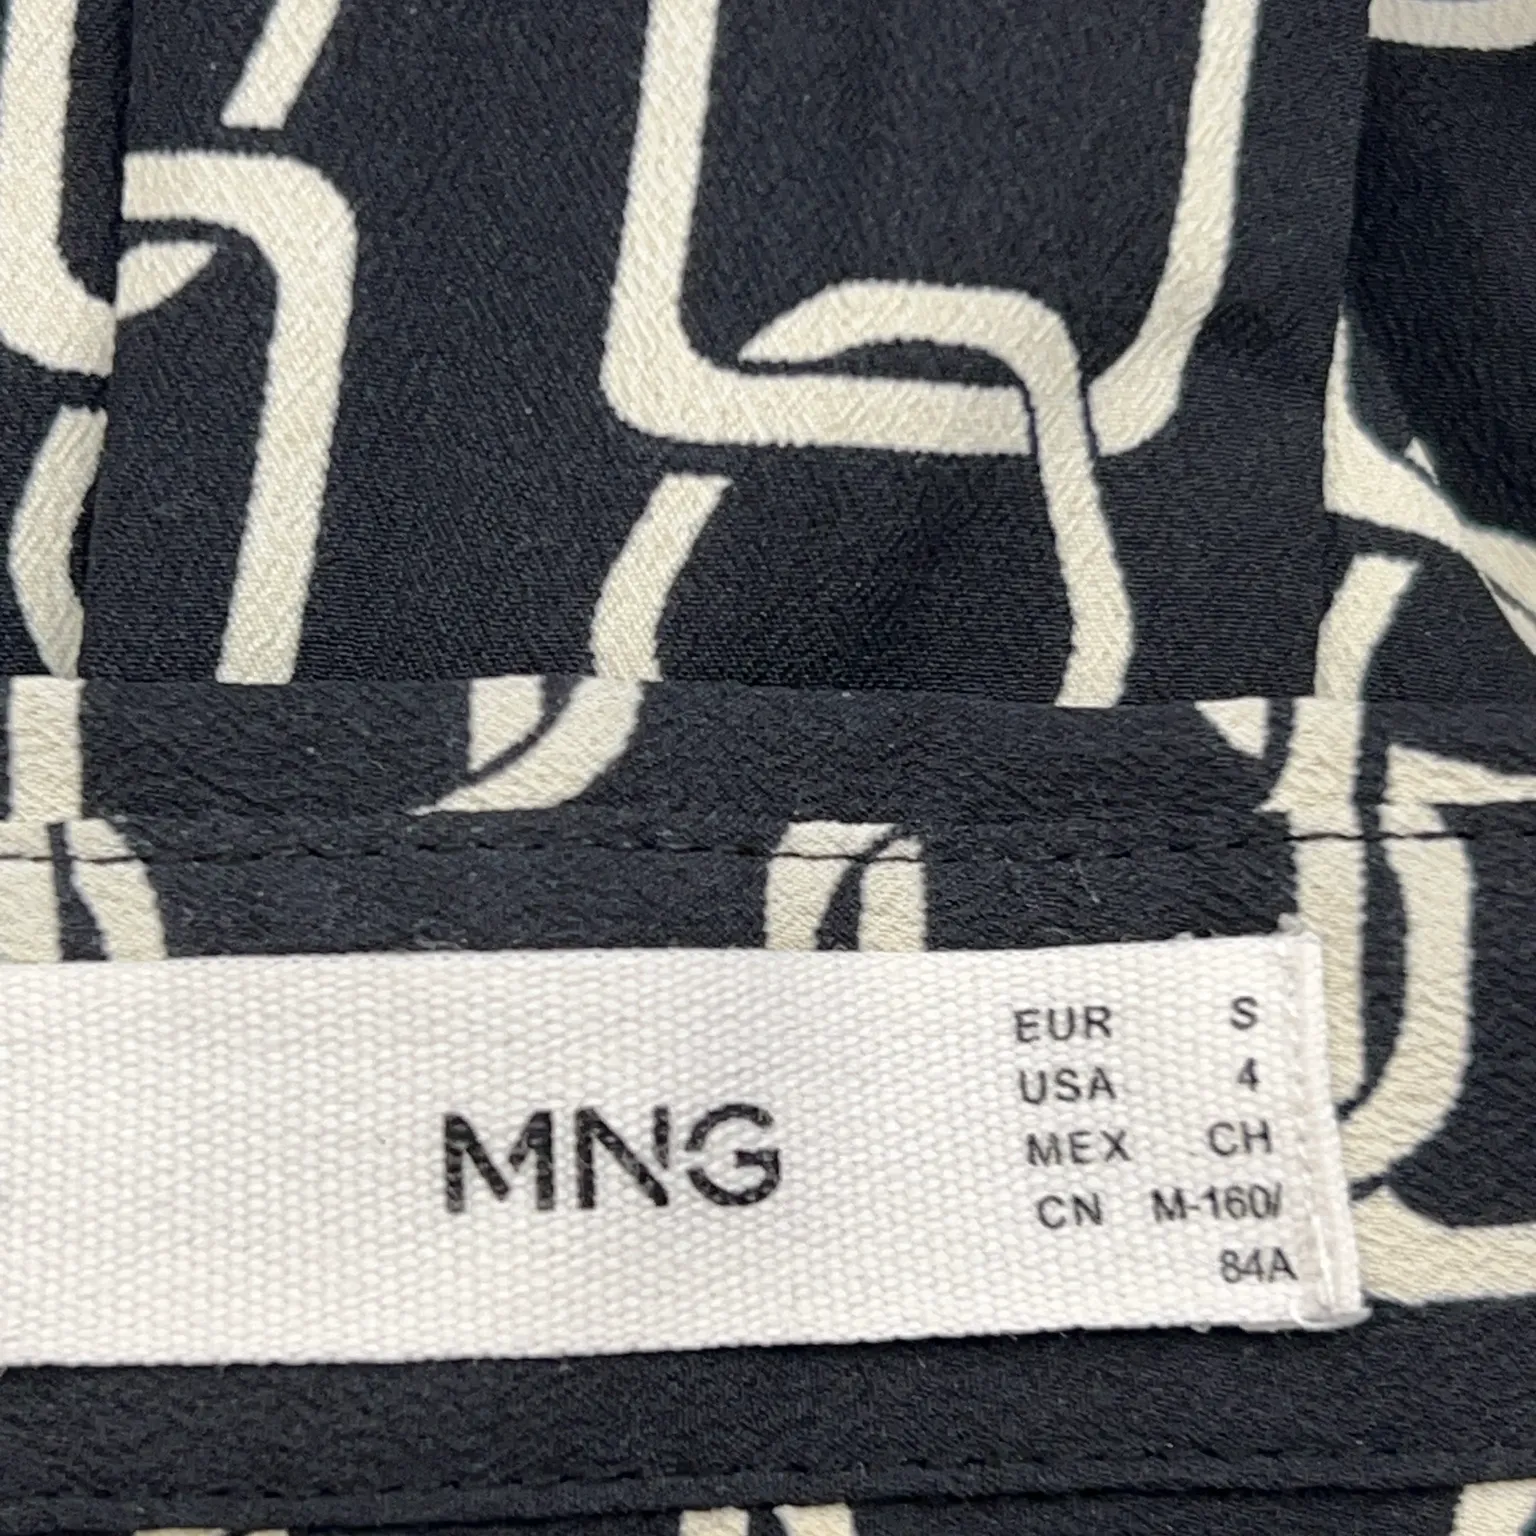 MNG
EUR S
USA 4
MEX CH
CN M-160/
84A